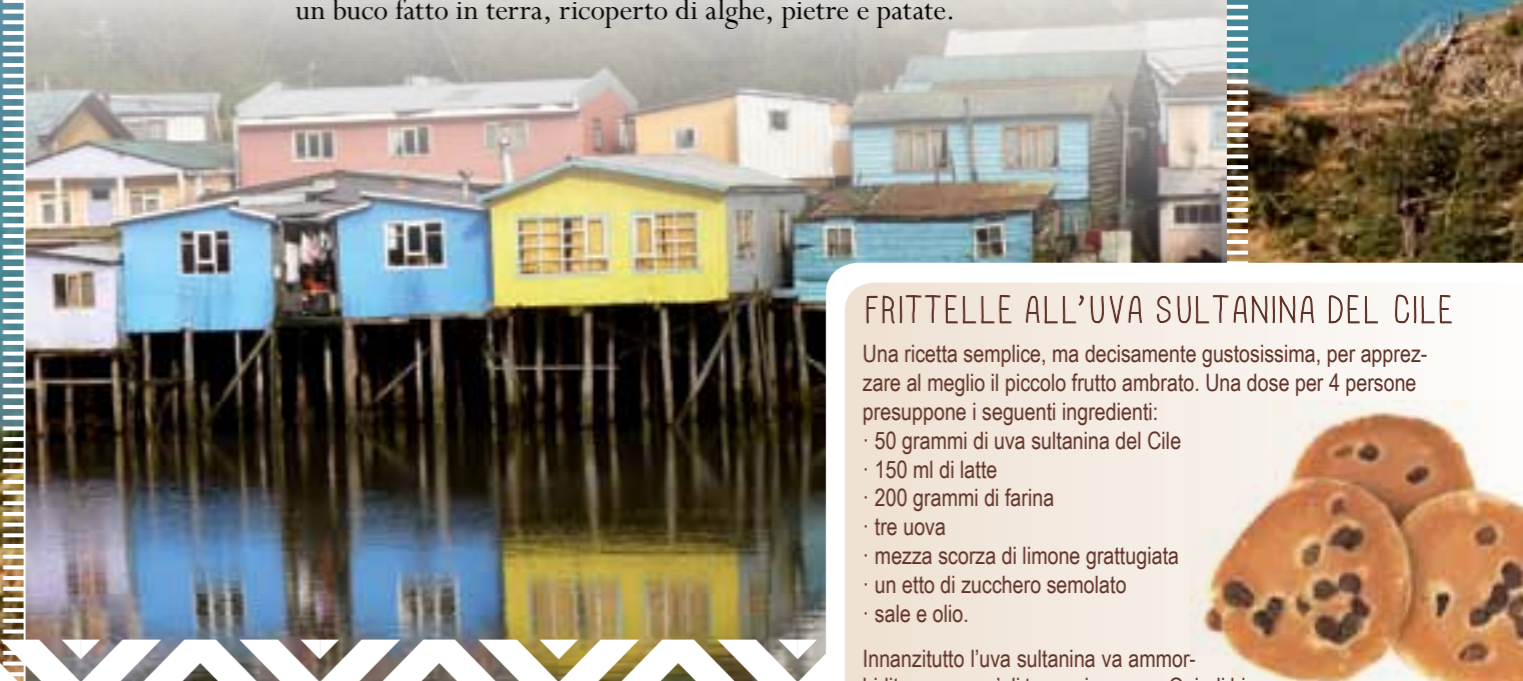 un buco fatto in terra, ricoperto di alghe, pietre e patate.
FRITTELLE ALL'UVA SULTANINA DEL CILE
Una ricetta semplice, ma decisamente gustosissima, per apprez-
zare al meglio il piccolo frutto ambrato. Una dose per 4 persone
presuppone i seguenti ingredienti:
· 50 grammi di uva sultanina del Cile
· 150 ml di latte
· 200 grammi di farina
· tre uova
· mezza scorza di limone grattugiata
· un etto di zucchero semolato
· sale e olio.
Innanzitutto l'uva sultanina va ammor-